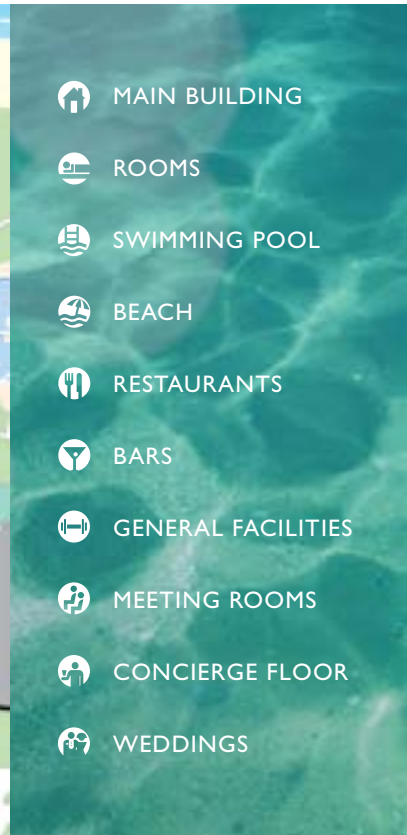 MAIN BUILDING
ROOMS
SWIMMING POOL
BEACH
RESTAURANTS
BARS
GENERAL FACILITIES
MEETING ROOMS
CONCIERGE FLOOR
WEDDINGS